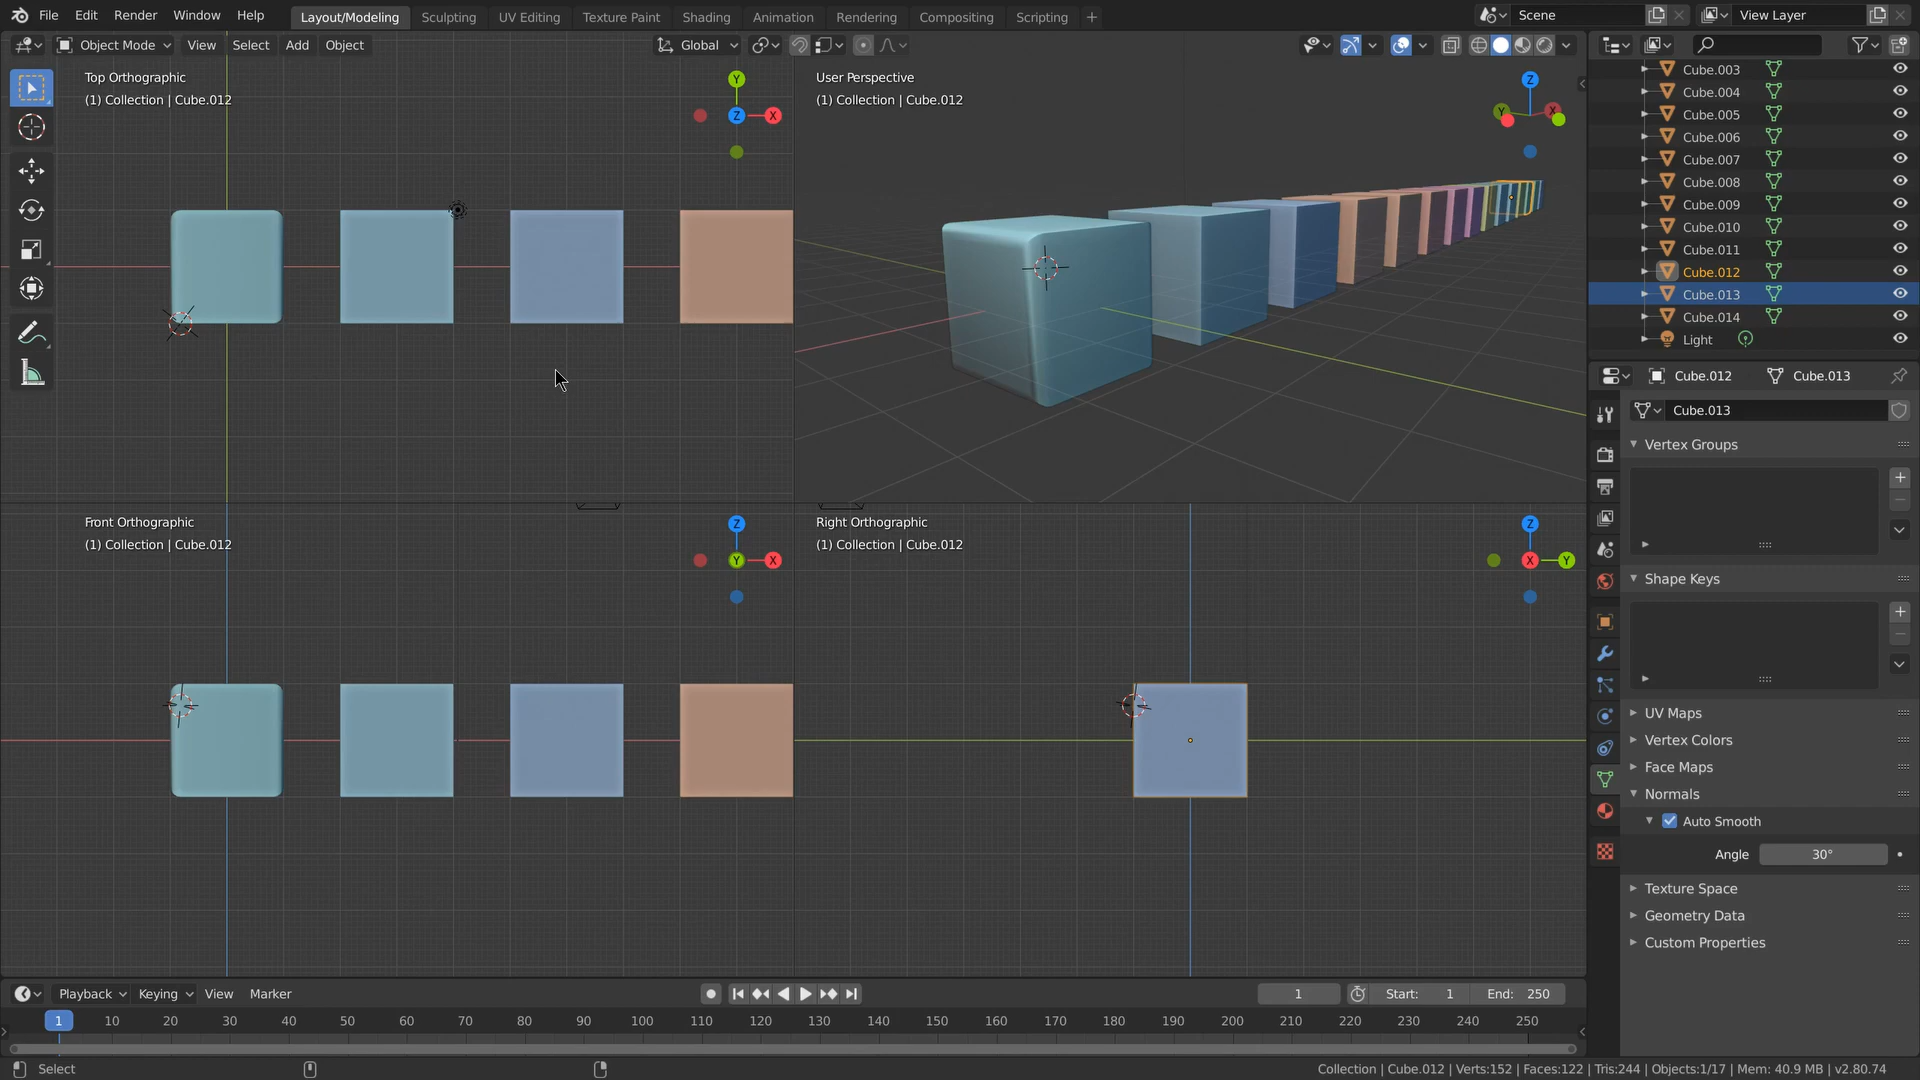 File Edit Render Window Help Layout/Modeling Sculpting UV Editing Texture Paint Shading Animation Rendering Compositing Scripting + Scene View Layer
Object Mode View Select Add Object Global
Top Orthographic
(1) Collection | Cube.012
Y
Z X
User Perspective
(1) Collection | Cube.012
Z
Y X
Front Orthographic
(1) Collection | Cube.012
Z
Y X
Right Orthographic
(1) Collection | Cube.012
Z
X Y
Cube.003
Cube.004
Cube.005
Cube.006
Cube.007
Cube.008
Cube.009
Cube.010
Cube.011
Cube.012
Cube.013
Cube.014
Light
Cube.012 Cube.013
Cube.013
Vertex Groups
Shape Keys
UV Maps
Vertex Colors
Face Maps
Normals
Auto Smooth
Angle 30°
Texture Space
Geometry Data
Custom Properties
Playback Keying View Marker 1 Start: 1 End: 250
1 10 20 30 40 50 60 70 80 90 100 110 120 130 140 150 160 170 180 190 200 210 220 230 240 250
Select Collection | Cube.012 | Verts:152 | Faces:122 | Tris:244 | Objects:1/17 | Mem: 40.9 MB | v2.80.74